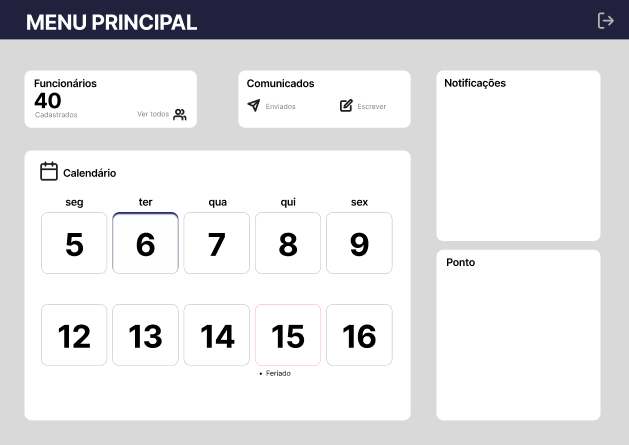 MENU PRINCIPAL
Funcionários
40
Cadastrados
Ver todos
Comunicados
Enviados
Escrever
Notificações
Calendário
seg ter qua qui sex
5 6 7 8 9
12 13 14 15 16
• Feriado
Ponto